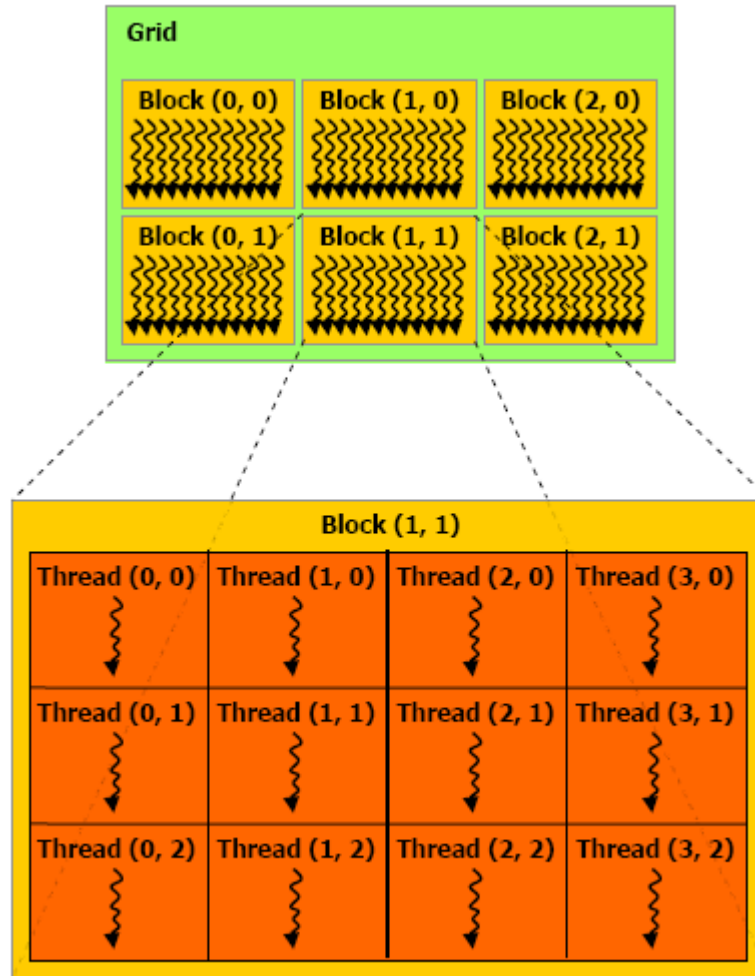 Grid
Block (0, 0) Block (1, 0) Block (2, 0)
Block (0, 1) Block (1, 1) Block (2, 1)
Block (1, 1)
Thread (0, 0) Thread (1, 0) Thread (2, 0) Thread (3, 0)
Thread (0, 1) Thread (1, 1) Thread (2, 1) Thread (3, 1)
Thread (0, 2) Thread (1, 2) Thread (2, 2) Thread (3, 2)